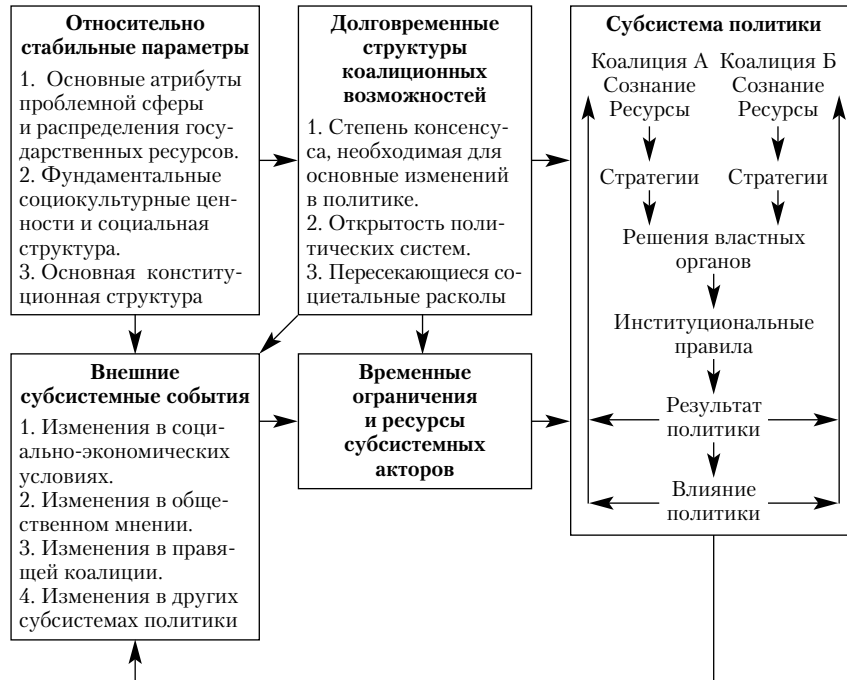 Относительно
стабильные параметры
1. Основные атрибуты
проблемной сферы
и распределения госу-
дарственных ресурсов.
2. Фундаментальные
социокультурные цен-
ности и социальная
структура.
3. Основная конститу-
ционная структура
Долговременные
структуры
коалиционных
возможностей
1. Степень консенсу-
са, необходимая для
основные изменений
в политике.
2. Открытость поли-
тических систем.
3. Пересекающиеся со-
циетальные расколы
Субсистема политики
Коалиция А
Сознание
Ресурсы
Коалиция Б
Сознание
Ресурсы
Стратегии
Стратегии
Решения властных
органов
Институциональные
правила
Результат
политики
Влияние
политики
Внешние
субсистемные события
1. Изменения в соци-
ально-экономических
условиях.
2. Изменения в обще-
ственном мнении.
3. Изменения в правя-
щей коалиции.
4. Изменения в других
субсистемах политики
Временные
ограничения
и ресурсы
субсистемных
акторов